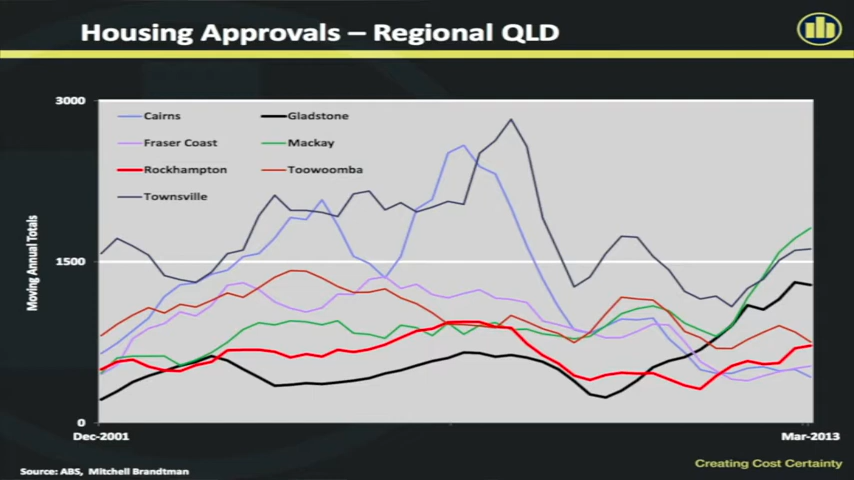 Housing Approvals – Regional QLD
3000
Cairns
Gladstone
Fraser Coast
Mackay
Rockhampton
Toowoomba
Townsville
Moving Annual Totals
1500
0
Dec-2001
Mar-2013
Source: ABS, Mitchell Brandtman
Creating Cost Certainty